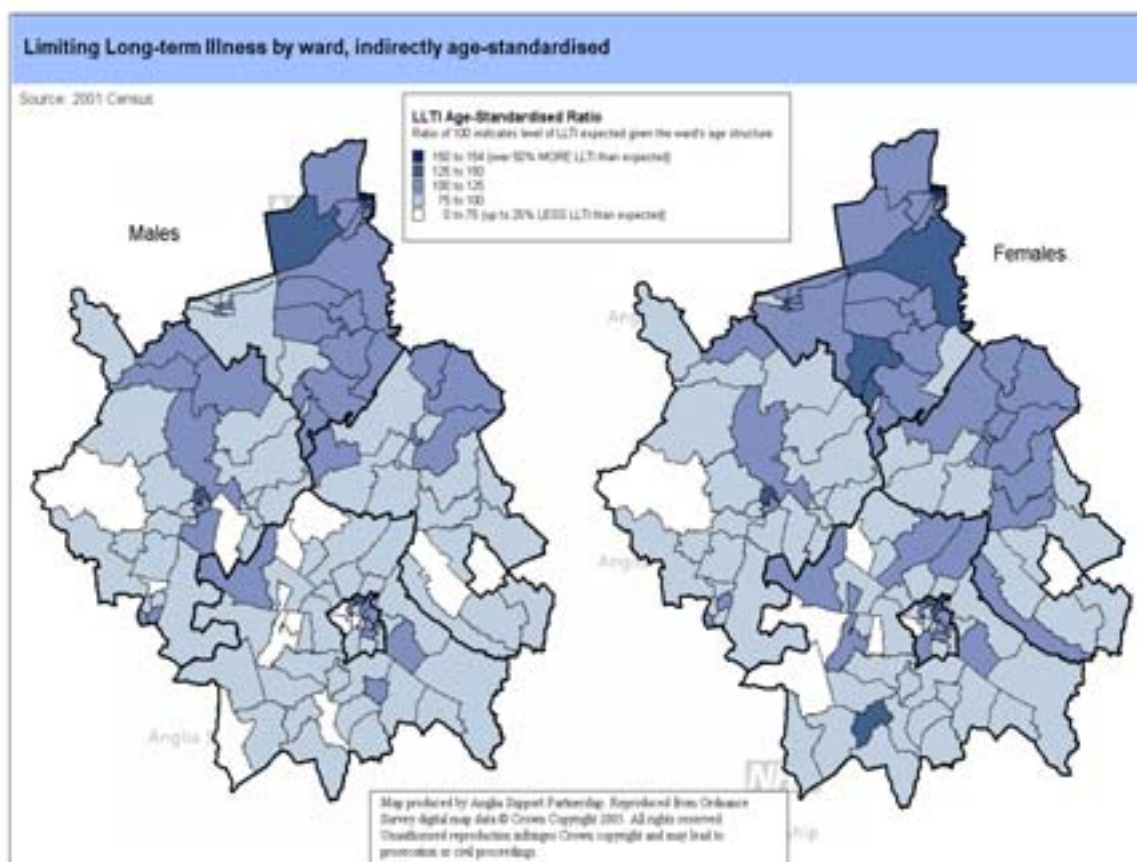 Limiting Long-term Illness by ward, indirectly age-standardised
Source: 2001 Census
LLTI Age-Standardised Ratio
Ratio of 100 indicates level of LLTI expected given the ward's age structure
150 to 154 (over 50% MORE LLTI than expected)
125 to 150
100 to 125
75 to 100
0 to 75 (up to 25% LESS LLTI than expected)
Males
Females
Anglia
Map produced by Anglia Support Partnership. Reproduced from Ordnance
Survey digital map data © Crown Copyright 2005. All rights reserved.
Unauthorised reproduction infringes Crown copyright and may lead to
prosecution or civil proceedings.